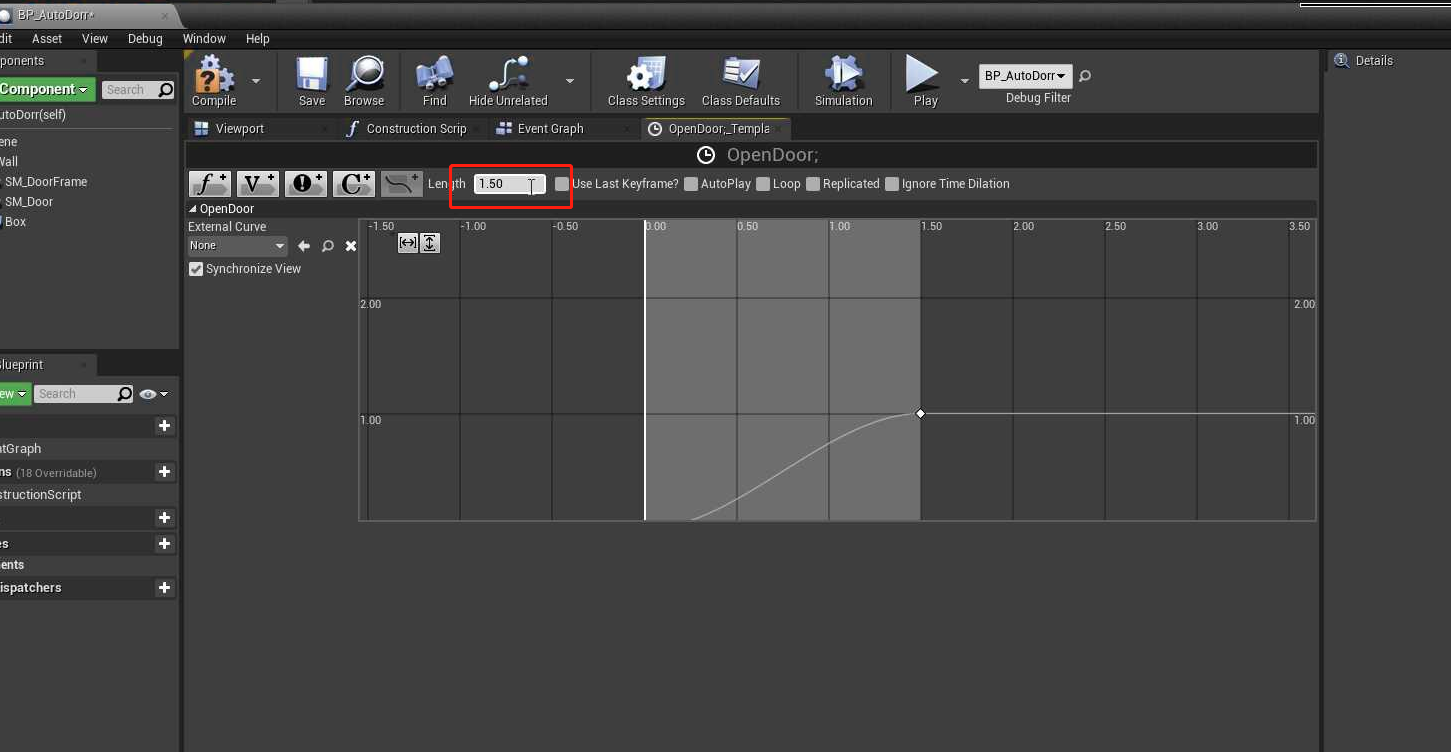 BP_AutoDorr*
dit Asset View Debug Window Help
ponents
Details
Component
Search
Compile
Save
Browse
Find
Hide Unrelated
Class Settings
Class Defaults
Simulation
Play
BP_AutoDorr
Debug Filter
utoDorr(self)
Viewport
Construction Scrip
Event Graph
OpenDoor;_Templa
ene
Wall
SM_DoorFrame
SM_Door
Box
OpenDoor;
Length 1.50 Use Last Keyframe? AutoPlay Loop Replicated Ignore Time Dilation
OpenDoor
External Curve
None
Synchronize View
-1.50 -1.00 -0.50 0.00 0.50 1.00 1.50 2.00 2.50 3.00 3.50
2.00 2.00
1.00 1.00
Blueprint
ew
Search
ntGraph
ns (18 Overridable)
structionScript
es
ents
ispatchers